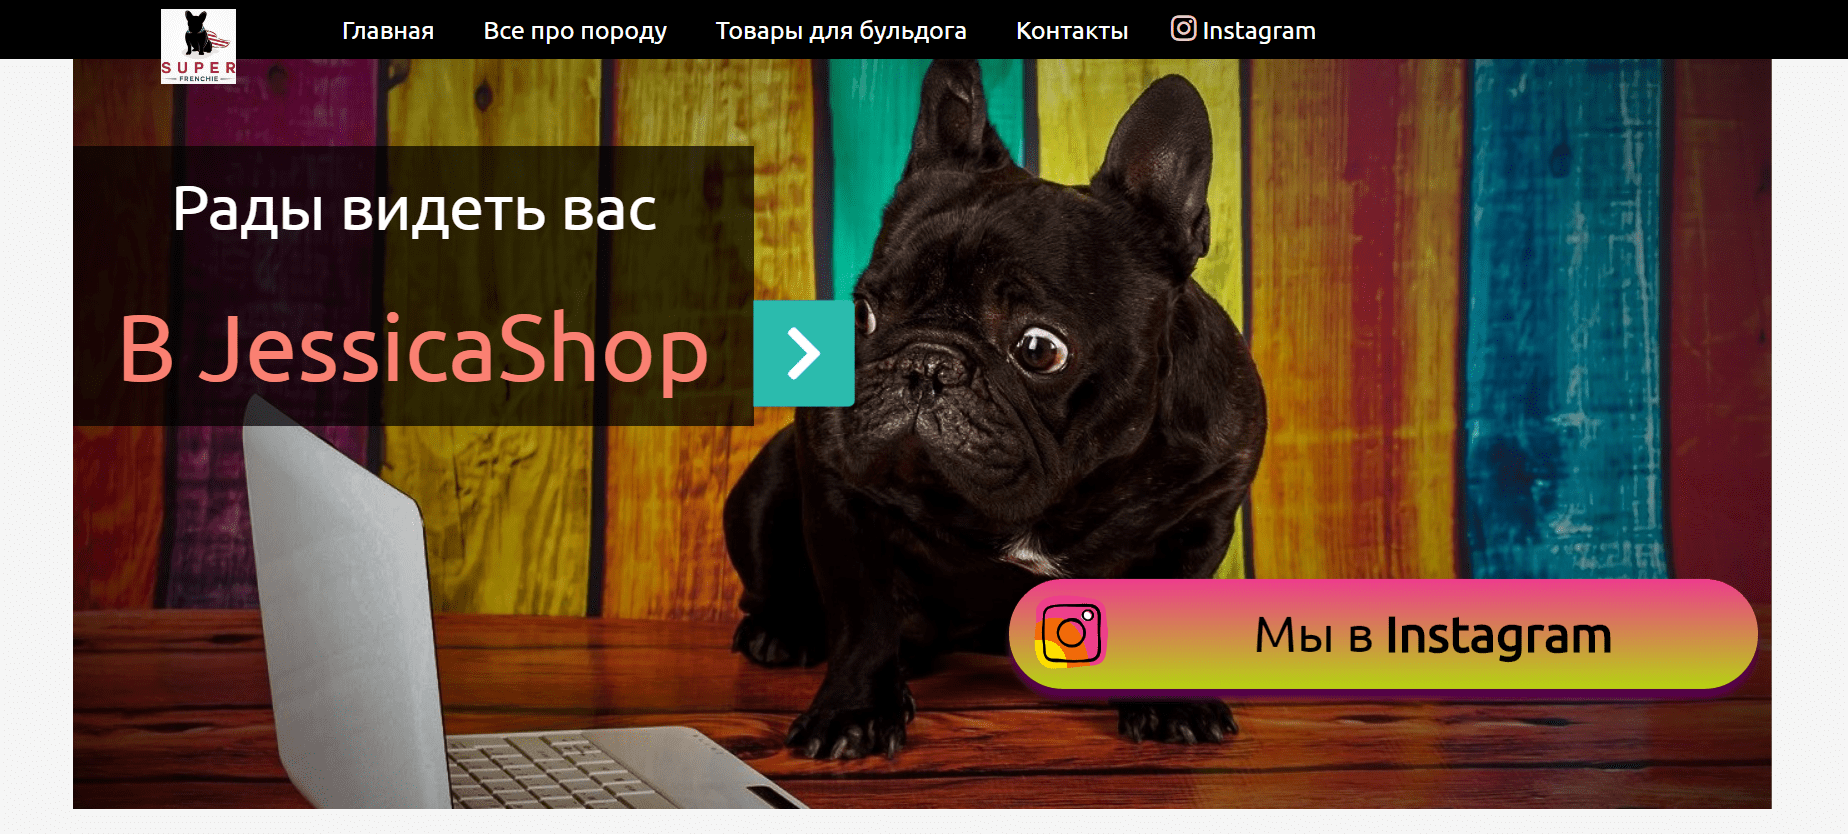 SUPER
FRENCHIE
Главная Все про породу Товары для бульдога Контакты Instagram
Рады видеть вас
В JessicaShop
Мы в Instagram